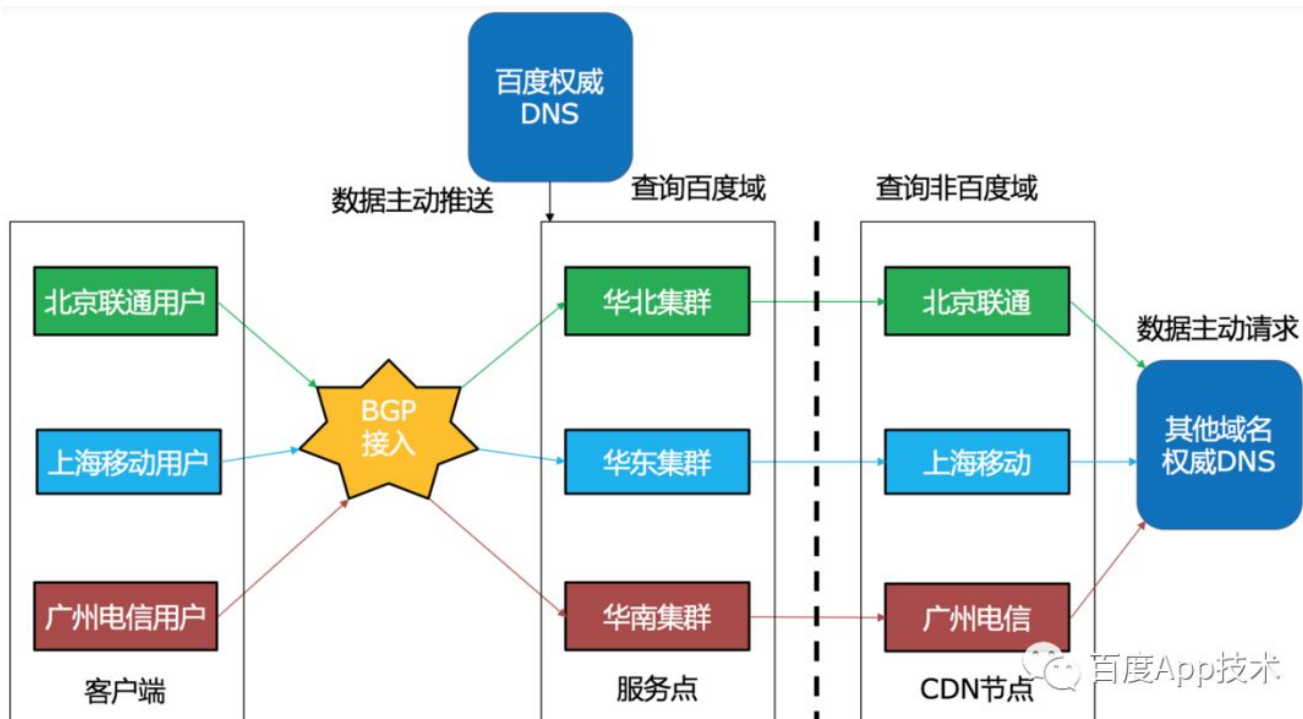 百度权威
DNS
数据主动推送
查询百度域
查询非百度域
北京联通用户
华北集群
北京联通
数据主动请求
BGP
接入
上海移动用户
华东集群
上海移动
其他域名
权威DNS
广州电信用户
华南集群
广州电信
客户端
服务点
CDN节点
百度App技术